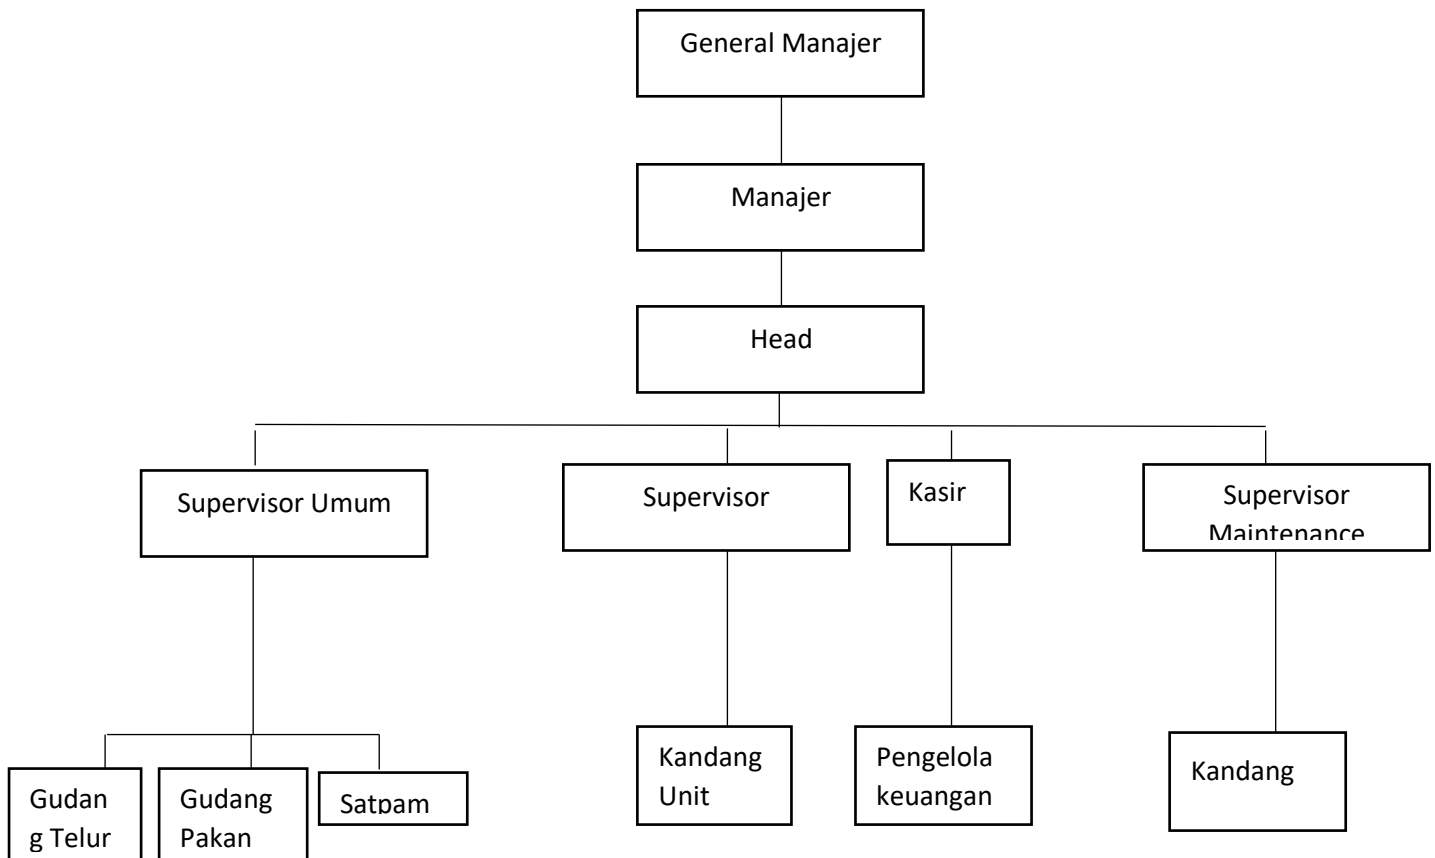 General Manajer
Manajer
Head
Supervisor Umum
Supervisor
Kasir
Supervisor
Maintenance
Gudan
g Telur
Gudang
Pakan
Satpam
Kandang
Unit
Pengelola
keuangan
Kandang